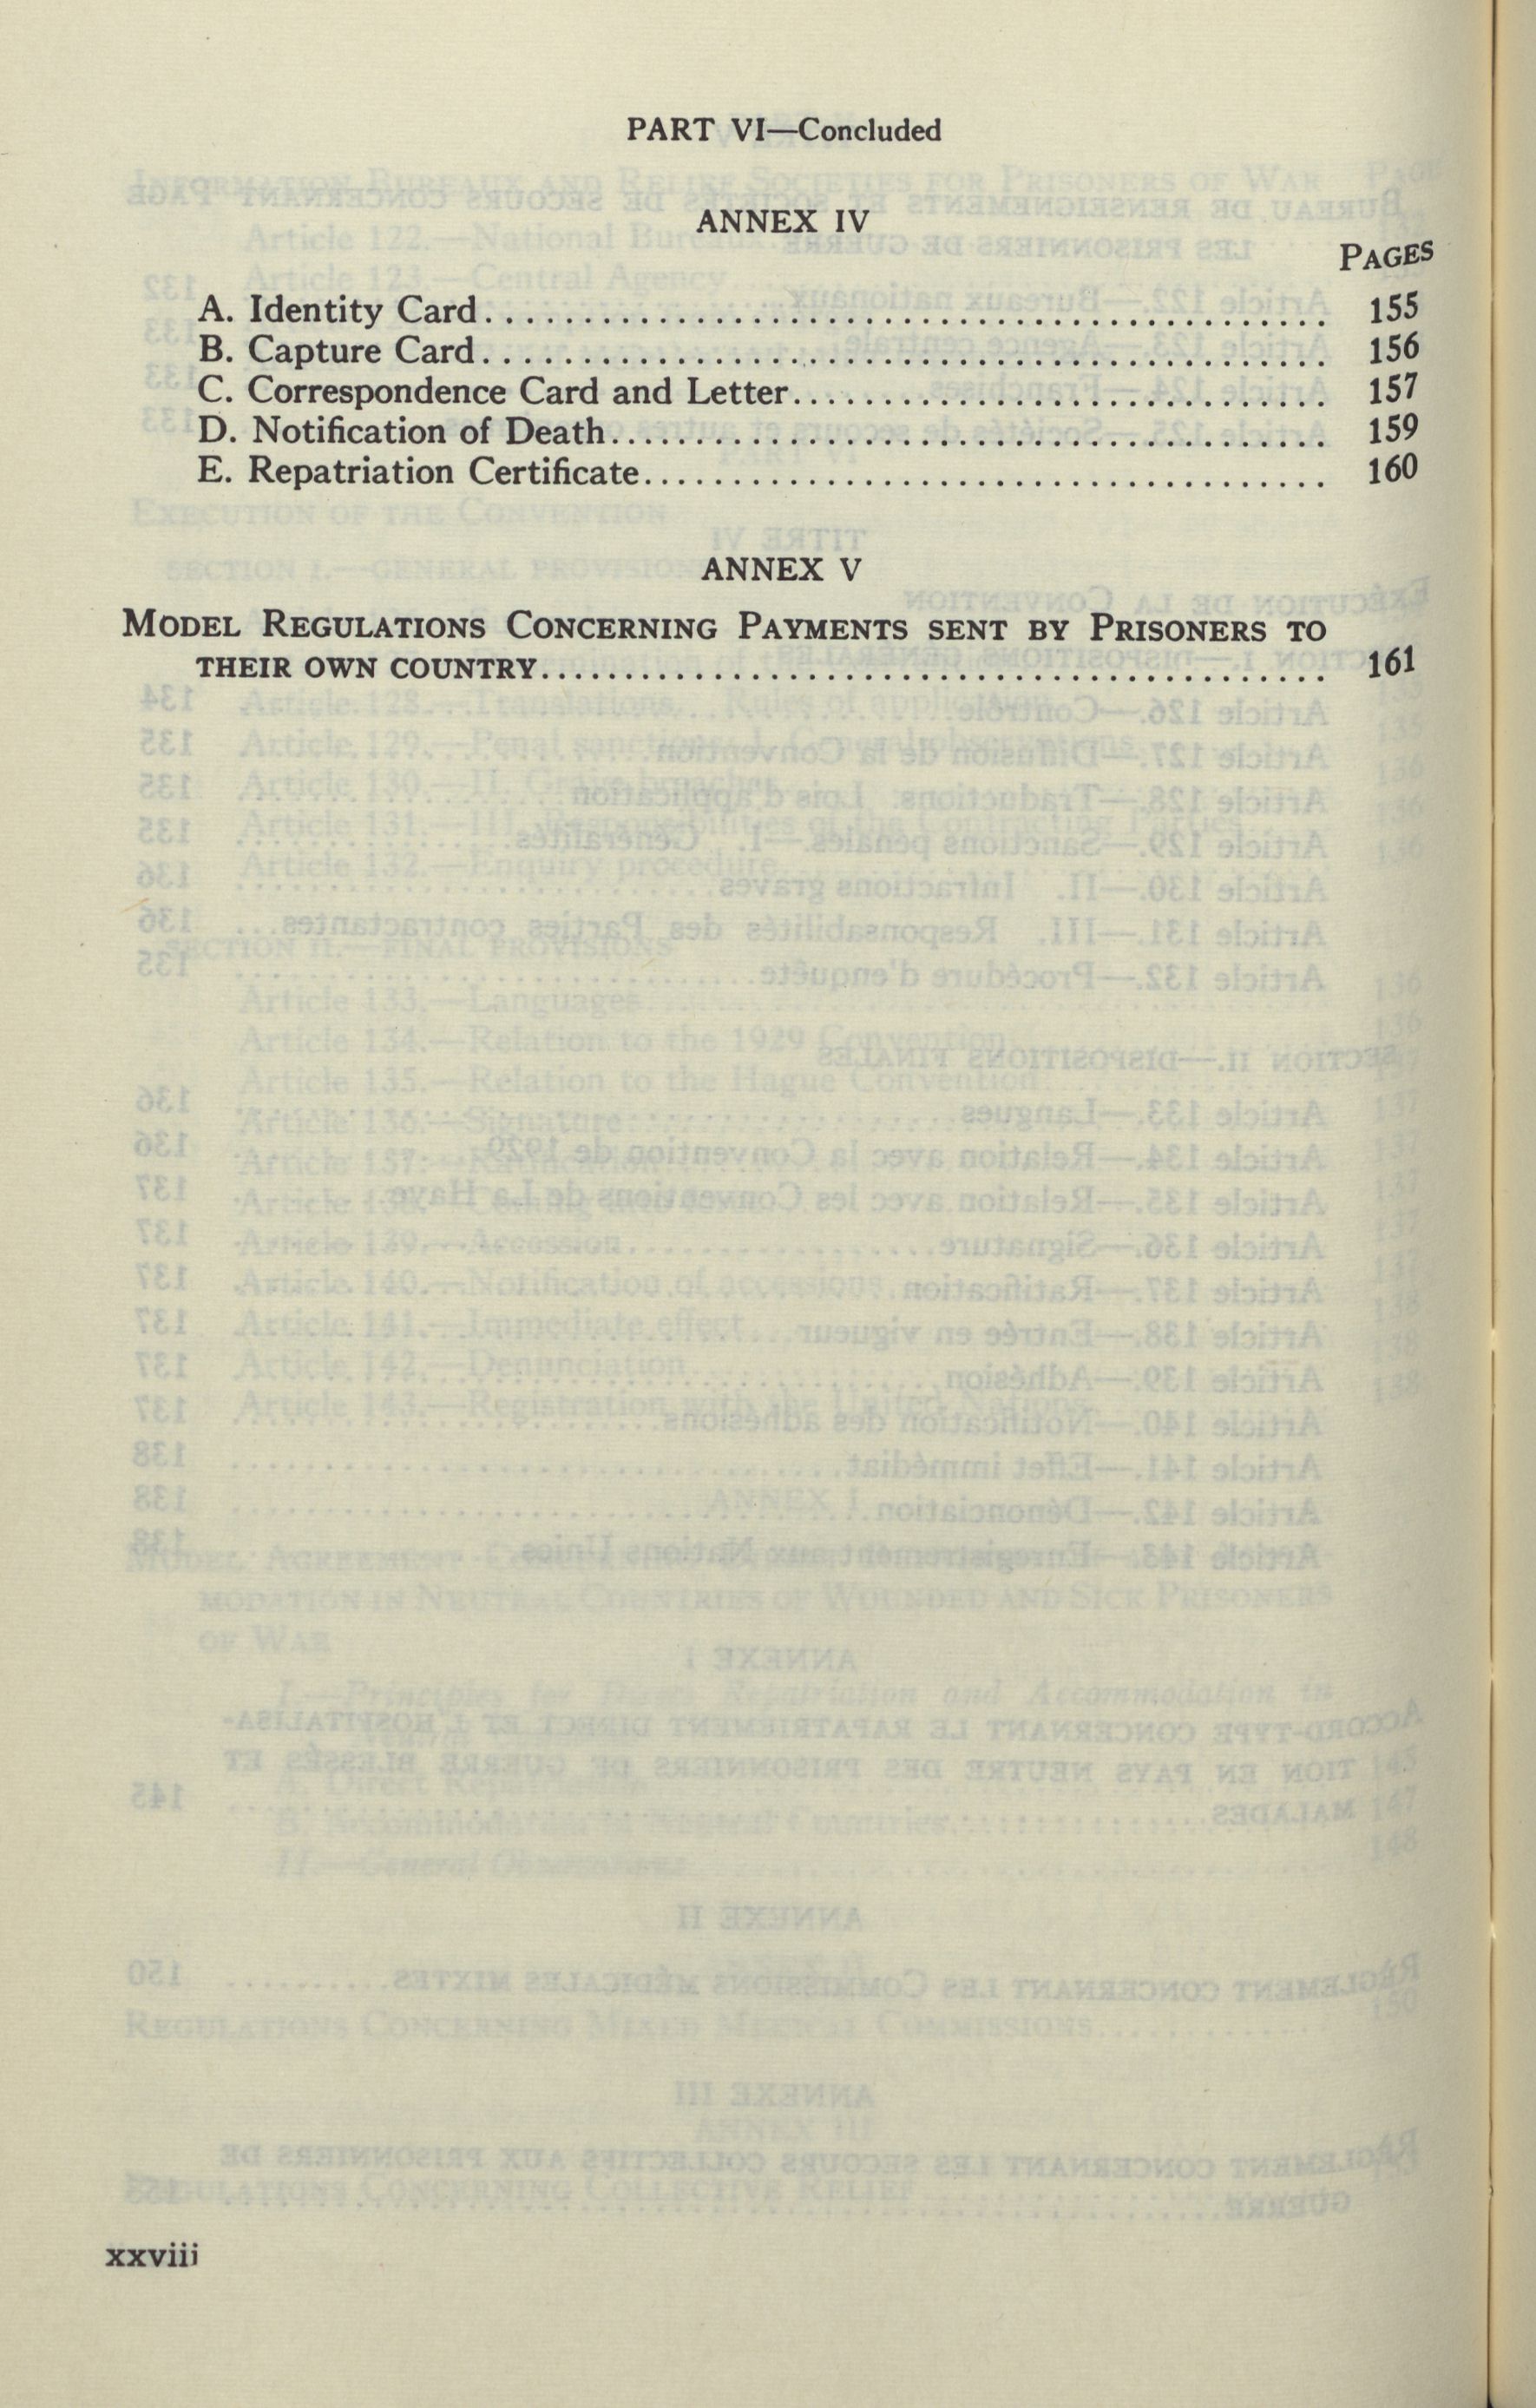 PART VI—Concluded
ANNEX IV
PAGES
A. Identity Card.......................................... 155
B. Capture Card.......................................... 156
C. Correspondence Card and Letter........................... 157
D. Notification of Death.................................... 159
E. Repatriation Certificate.................................. 160
ANNEX V
MODEL REGULATIONS CONCERNING PAYMENTS SENT BY PRISONERS TO
THEIR OWN COUNTRY....................................... 161
xxviii